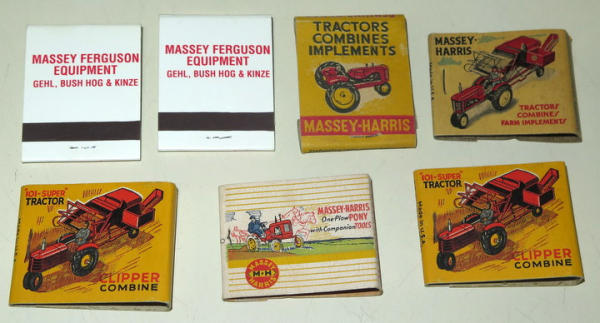 MASSEY FERGUSON
EQUIPMENT
GEHL, BUSH HOG & KINZE
MASSEY FERGUSON
EQUIPMENT
GEHL, BUSH HOG & KINZE
TRACTORS
COMBINES
IMPLEMENTS
MASSEY-HARRIS
MASSEY-
HARRIS
TRACTORS
COMBINES
FARM IMPLEMENTS
"101-SUPER"
TRACTOR
CLIPPER
COMBINE
MASSEY-HARRIS
One-Plow PONY
with Companion TOOLS
MASSEY
M-H
HARRIS
"101-SUPER"
TRACTOR
Made in U.S.A.
CLIPPER
COMBINE